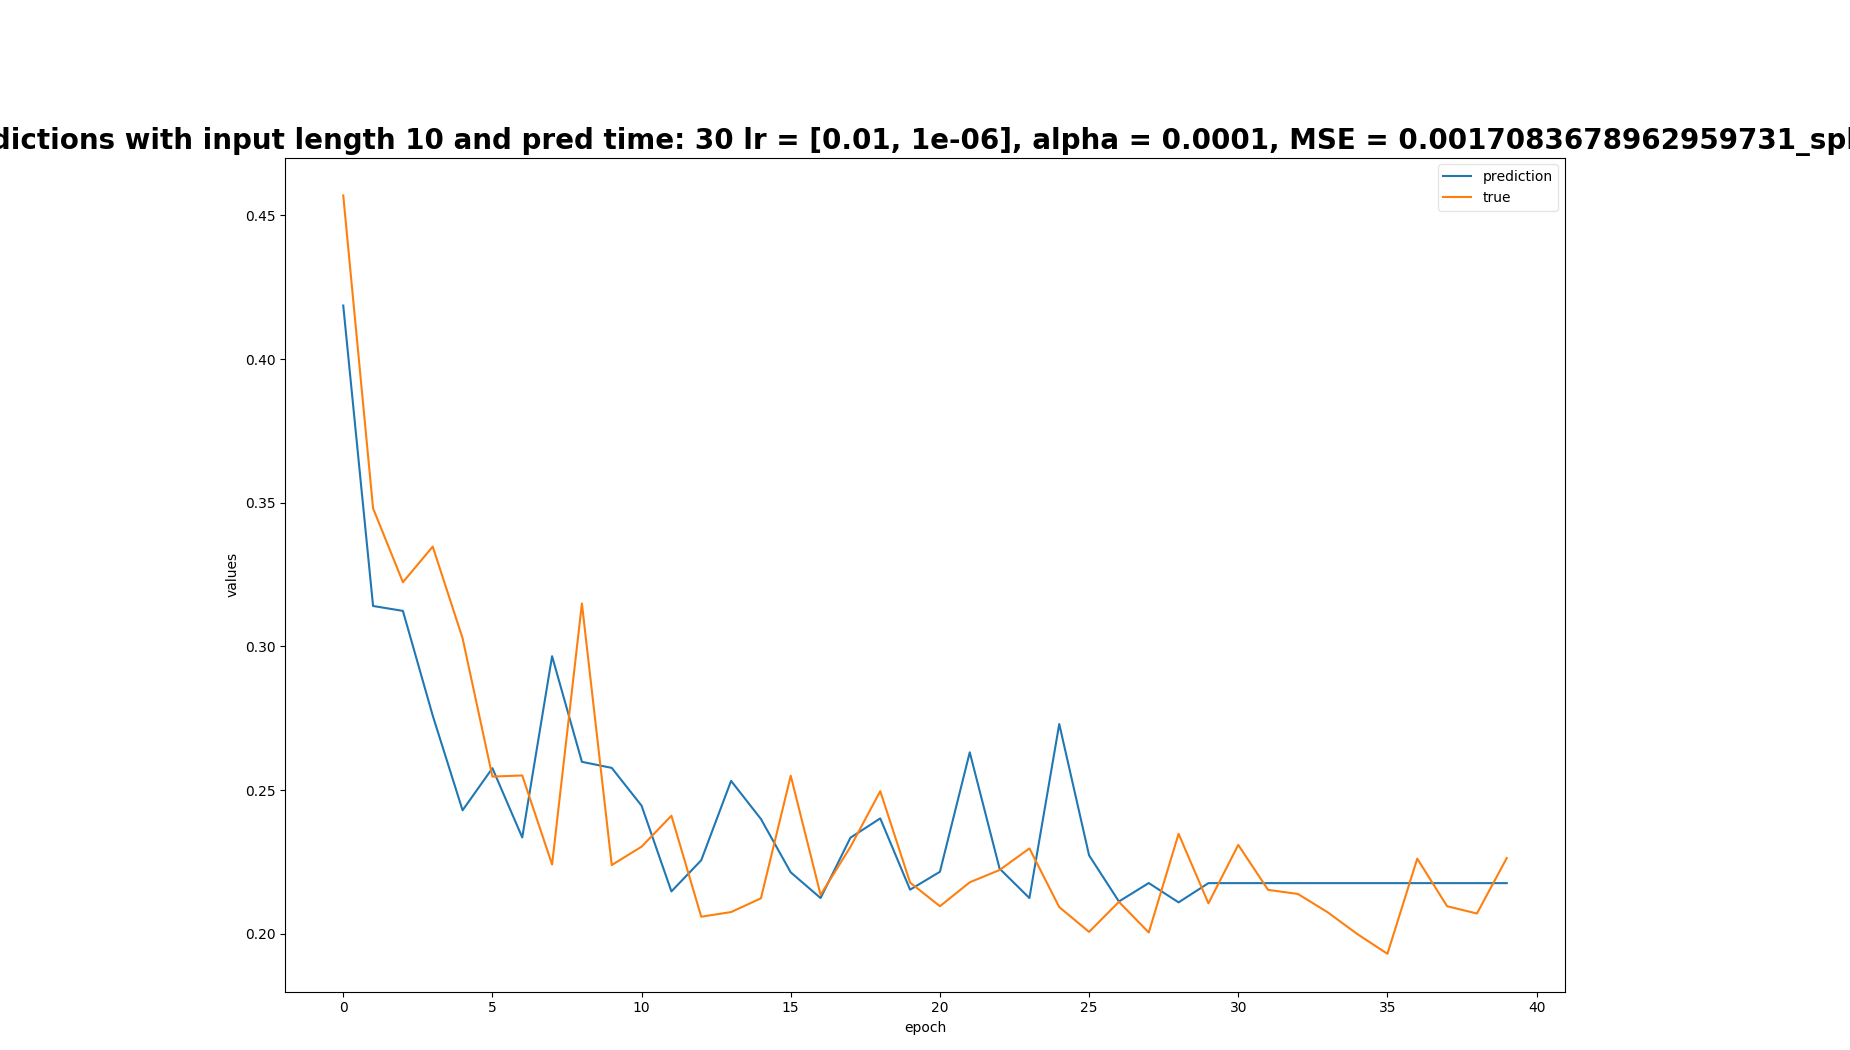 dictions with input length 10 and pred time: 30 lr = [0.01, 1e-06], alpha = 0.0001, MSE = 0.0017083678962959731_spl
prediction
true
0.45
0.40
0.35
0.30
0.25
0.20
values
0 5 10 15 20 25 30 35 40
epoch